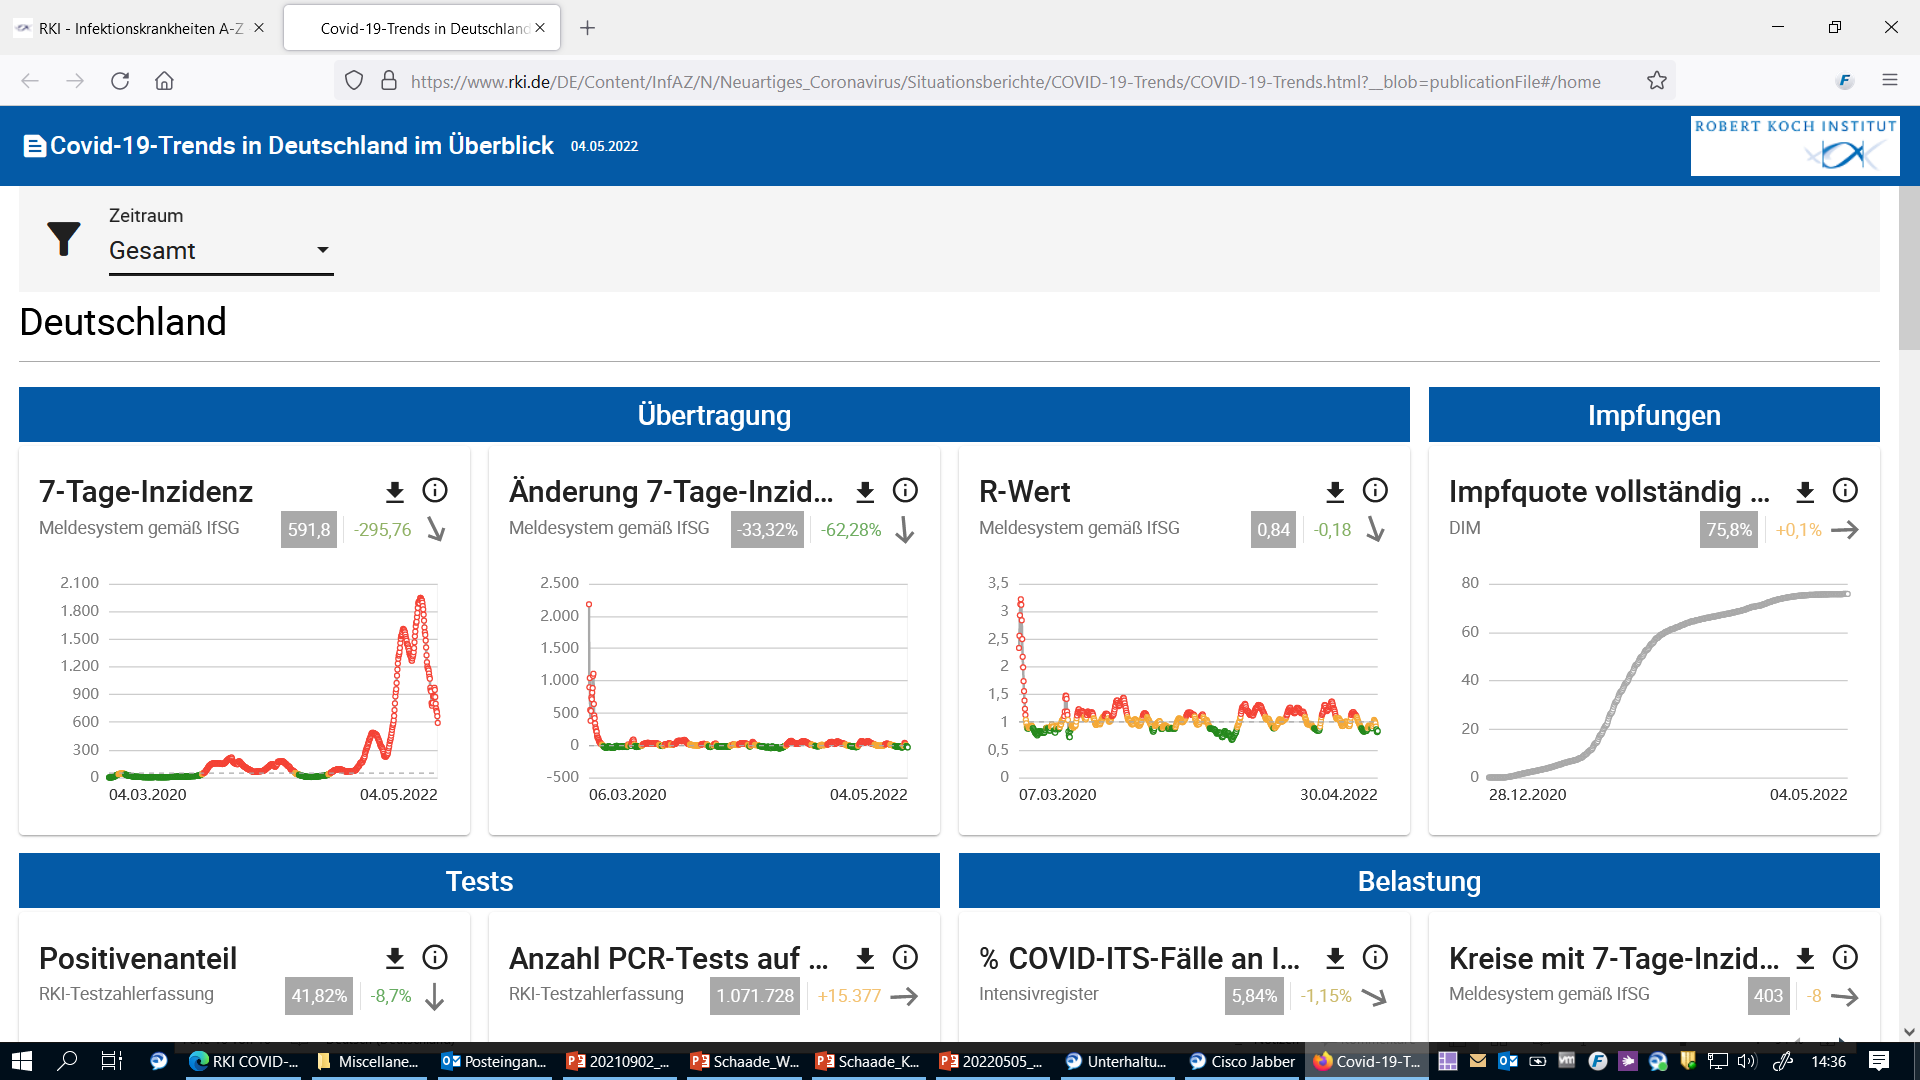 RKI - Infektionskrankheiten A-Z
Covid-19-Trends in Deutschland
https://www.rki.de/DE/Content/InfAZ/N/Neuartiges_Coronavirus/Situationsberichte/COVID-19-Trends/COVID-19-Trends.html?__blob=publicationFile#/home
Covid-19-Trends in Deutschland im Überblick 04.05.2022
ROBERT KOCH INSTITUT
Zeitraum
Gesamt
Deutschland
Übertragung
Impfungen
7-Tage-Inzidenz
Meldesystem gemäß IfSG 591,8 -295,76
2.100
1.800
1.500
1.200
900
600
300
0
04.03.2020 04.05.2022
Änderung 7-Tage-Inzid...
Meldesystem gemäß IfSG -33,32% -62,28%
2.500
2.000
1.500
1.000
500
0
-500
06.03.2020 04.05.2022
R-Wert
Meldesystem gemäß IfSG 0,84 -0,18
3,5
3
2,5
2
1,5
1
0,5
0
07.03.2020 30.04.2022
Impfquote vollständig ...
DIM 75,8% +0,1%
80
60
40
20
0
28.12.2020 04.05.2022
Tests
Belastung
Positivenanteil
RKI-Testzahlerfassung 41,82% -8,7%
Anzahl PCR-Tests auf ...
RKI-Testzahlerfassung 1.071.728 +15.377
% COVID-ITS-Fälle an I...
Intensivregister 5,84% -1,15%
Kreise mit 7-Tage-Inzid...
Meldesystem gemäß IfSG 403 -8
RKI COVID-... Miscellane... Posteingan... 20210902_... Schaade_W... Schaade_K... 20220505_... Unterhaltu... Cisco Jabber Covid-19-T... 14:36